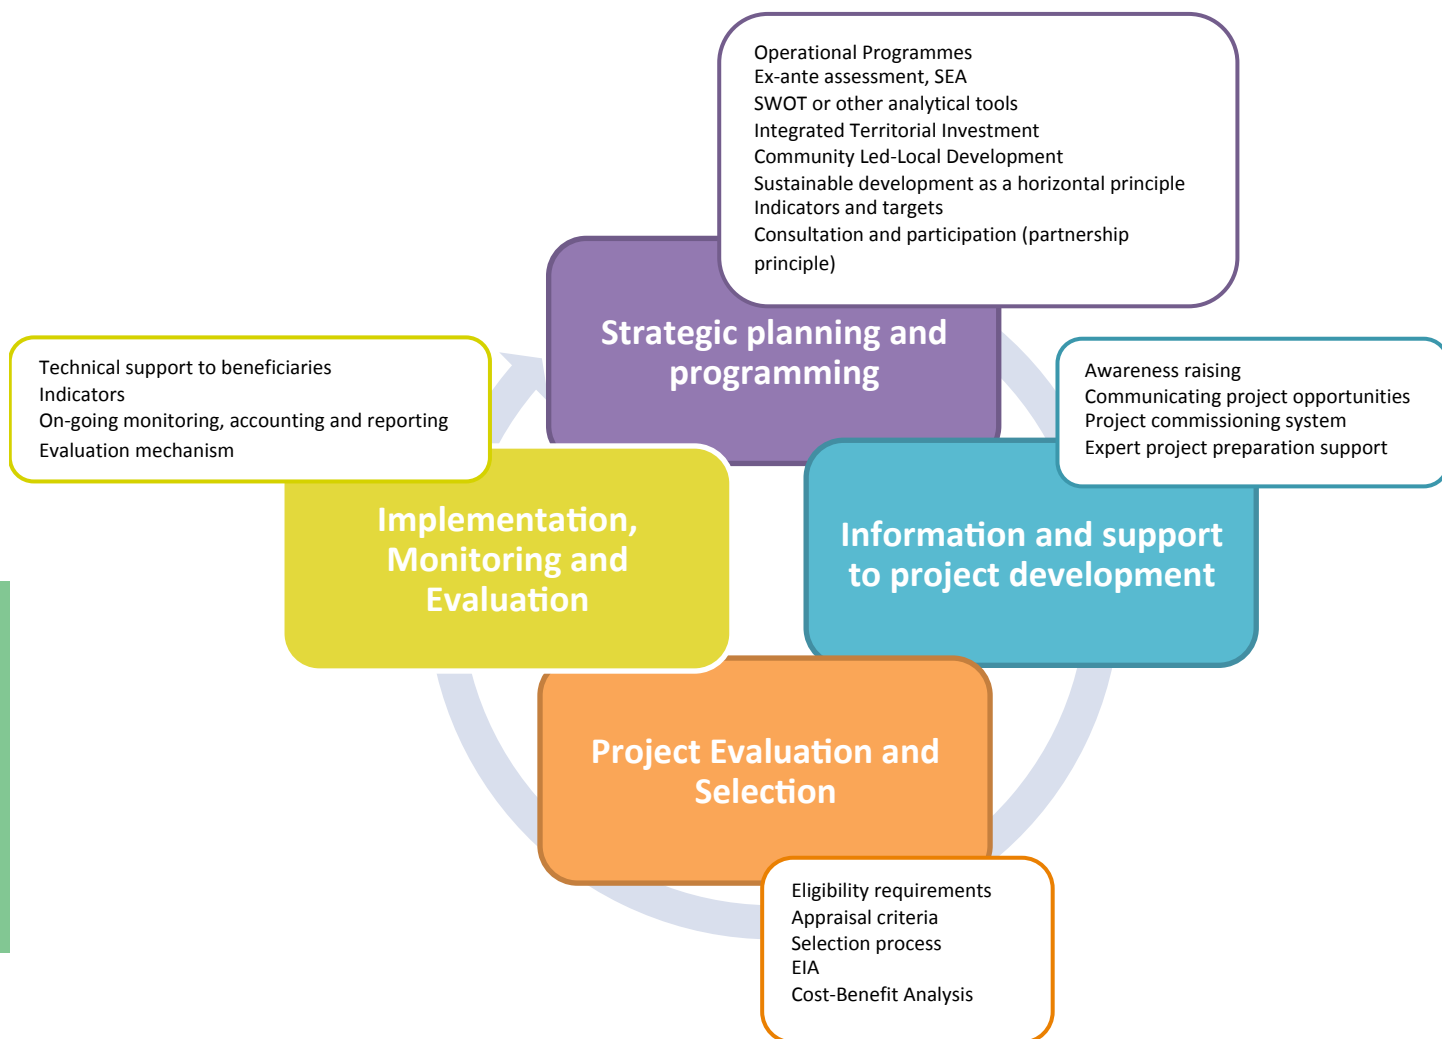 Operational Programmes
Ex-ante assessment, SEA
SWOT or other analytical tools
Integrated Territorial Investment
Community Led-Local Development
Sustainable development as a horizontal principle
Indicators and targets
Consultation and participation (partnership
principle)
Strategic planning and
programming
Awareness raising
Communicating project opportunities
Project commissioning system
Expert project preparation support
Information and support
to project development
Project Evaluation and
Selection
Eligibility requirements
Appraisal criteria
Selection process
EIA
Cost-Benefit Analysis
Technical support to beneficiaries
Indicators
On-going monitoring, accounting and reporting
Evaluation mechanism
Implementation,
Monitoring and
Evaluation